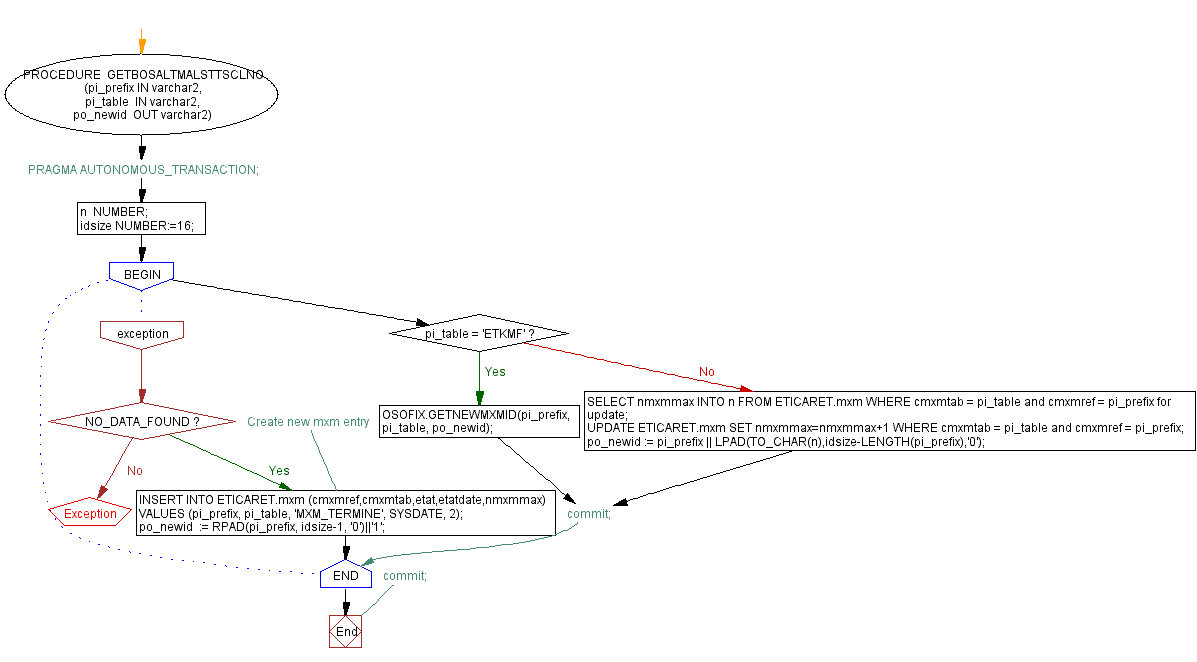 PROCEDURE GETBOSALTMALSTTSCLNO
(pi_prefix IN varchar2,
pi_table IN varchar2,
po_newid OUT varchar2)
PRAGMA AUTONOMOUS_TRANSACTION;
n NUMBER;
idsize NUMBER:=16;
BEGIN
exception
pi_table = 'ETKMF' ?
Yes
No
OSOFIX.GETNEWMXMID(pi_prefix,
pi_table, po_newid);
SELECT nmxmmax INTO n FROM ETICARET.mxm WHERE cmxmtab = pi_table and cmxmref = pi_prefix for
update;
UPDATE ETICARET.mxm SET nmxmmax=nmxmmax+1 WHERE cmxmtab = pi_table and cmxmref = pi_prefix;
po_newid := pi_prefix || LPAD(TO_CHAR(n),idsize-LENGTH(pi_prefix),'0');
NO_DATA_FOUND ?
Create new mxm entry
No
Yes
Exception
INSERT INTO ETICARET.mxm (cmxmref,cmxmtab,etat,etatdate,nmxmmax)
VALUES (pi_prefix, pi_table, 'MXM_TERMINE', SYSDATE, 2);
po_newid := RPAD(pi_prefix, idsize-1, '0')||'1';
commit;
END
commit;
End